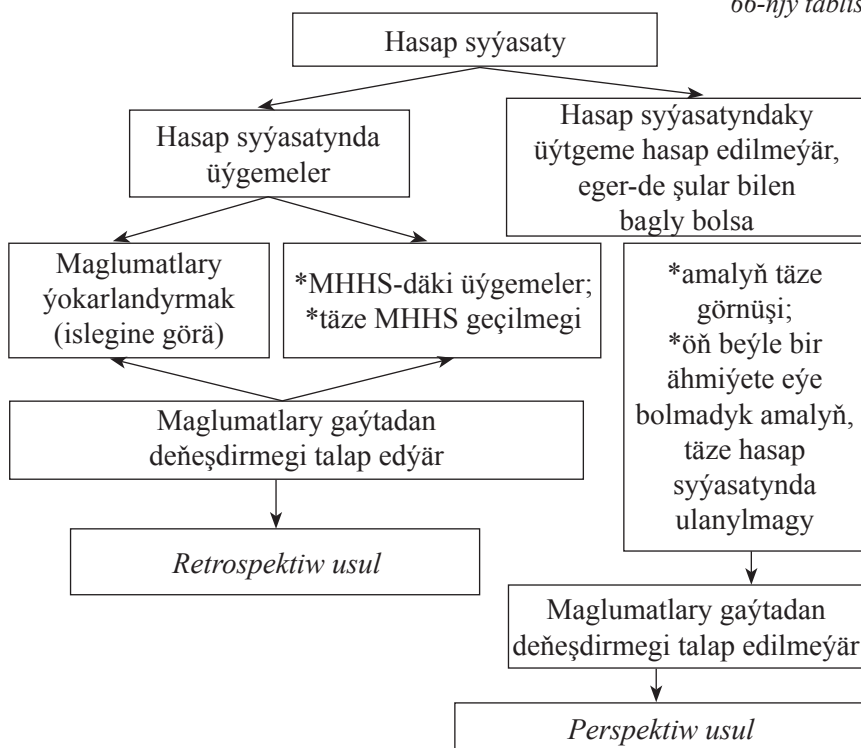 66-njy tablis
Hasap syýasaty
Hasap syýasatynda
üýgemeler
Hasap syýasatyndaky
üýtgeme hasap edilmeýär,
eger-de şular bilen
bagly bolsa
Maglumatlary
ýokarlandyrmak
(islegine görä)
*MHHS-däki üýgemeler;
*täze MHHS geçilmegi
*amalyň täze
görnüşi;
*öň beýle bir
ähmiýete eýe
bolmadyk amalyň,
täze hasap
syýasatynda
ulanylmagy
Maglumatlary gaýtadan
deňeşdirmegi talap edýär
Retrospektiw usul
Maglumatlary gaýtadan
deňeşdirmegi talap edilmeýär
Perspektiw usul